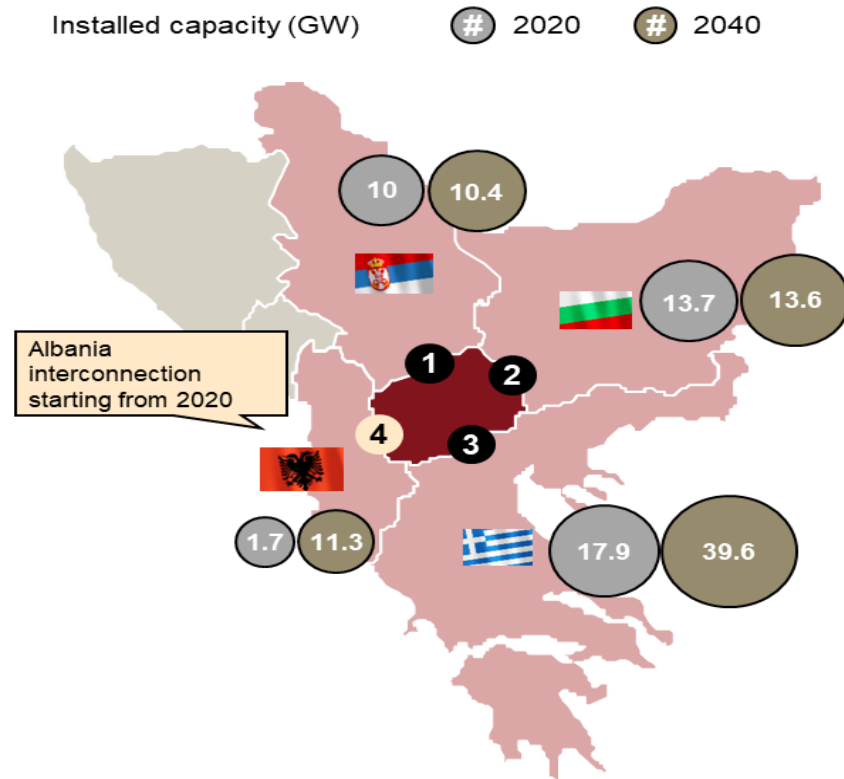 Installed capacity (GW) # 2020 # 2040
10 10.4
13.7 13.6
Albania
interconnection
starting from 2020
1
2
4
3
1.7 11.3
17.9 39.6